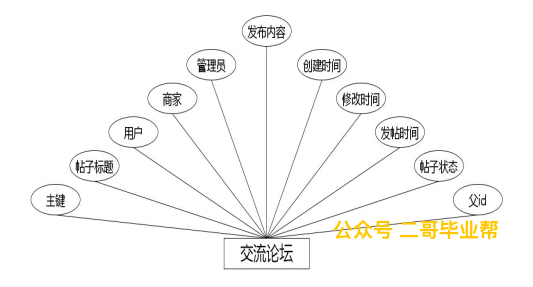 发布内容
管理员
创建时间
商家
修改时间
用户
发帖时间
帖子标题
帖子状态
主键
父id
公众号 二哥毕业帮
交流论坛